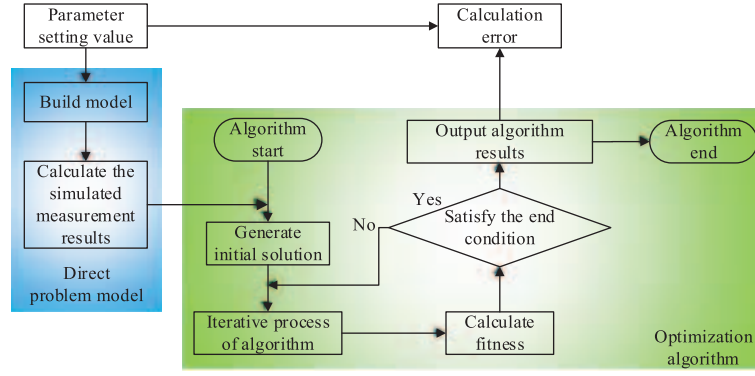 Parameter
setting value
Calculation
error
Build model
Calculate the
simulated
measurement
results
Direct
problem model
Algorithm
start
Generate
initial solution
Iterative process
of algorithm
Calculate
fitness
Satisfy the end
condition
Yes
No
Output algorithm
results
Algorithm
end
Optimization
algorithm